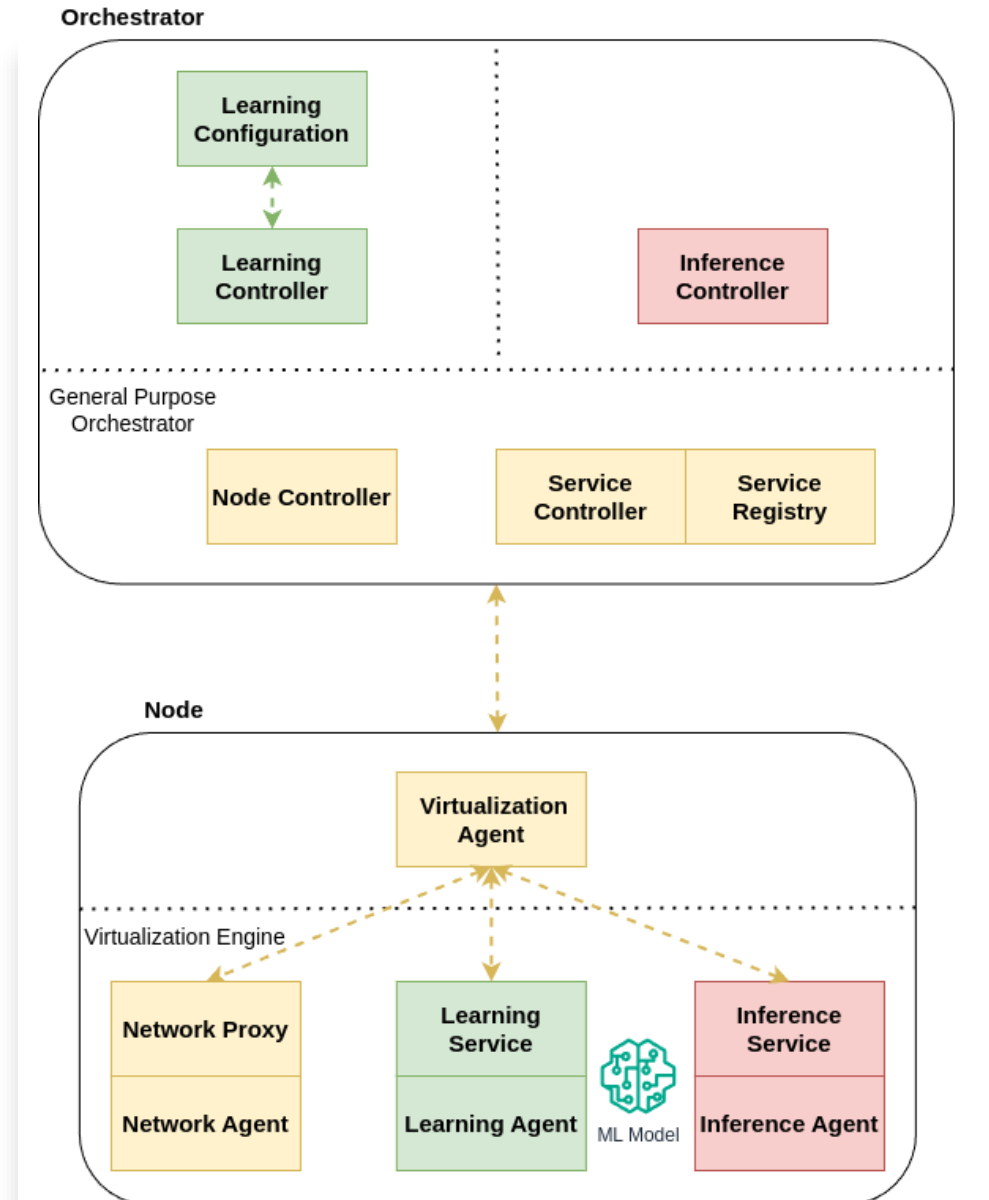 Orchestrator
Learning
Configuration
Learning
Controller
Inference
Controller
General Purpose
Orchestrator
Node Controller
Service
Controller
Service
Registry
Node
Virtualization
Agent
Virtualization Engine
Network Proxy
Network Agent
Learning
Service
Learning Agent
ML Model
Inference
Service
Inference Agent